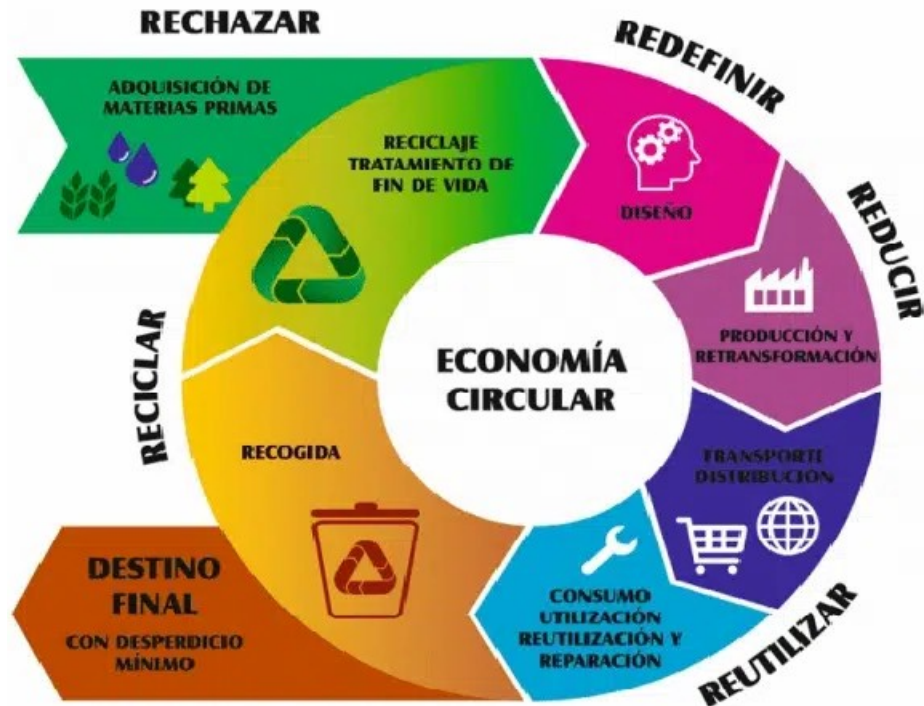 RECHAZAR
ADQUISICIÓN DE
MATERIAS PRIMAS
RECICLAJE
TRATAMIENTO DE
FIN DE VIDA
REDEFINIR
DISEÑO
REDUCIR
PRODUCCIÓN Y
RETRANSFORMACIÓN
ECONOMÍA
CIRCULAR
TRANSPORTE
DISTRIBUCIÓN
REUTILIZAR
CONSUMO
UTILIZACIÓN
REUTILIZACIÓN Y
REPARACIÓN
RECICLAR
RECOGIDA
DESTINO
FINAL
CON DESPERDICIO
MÍNIMO